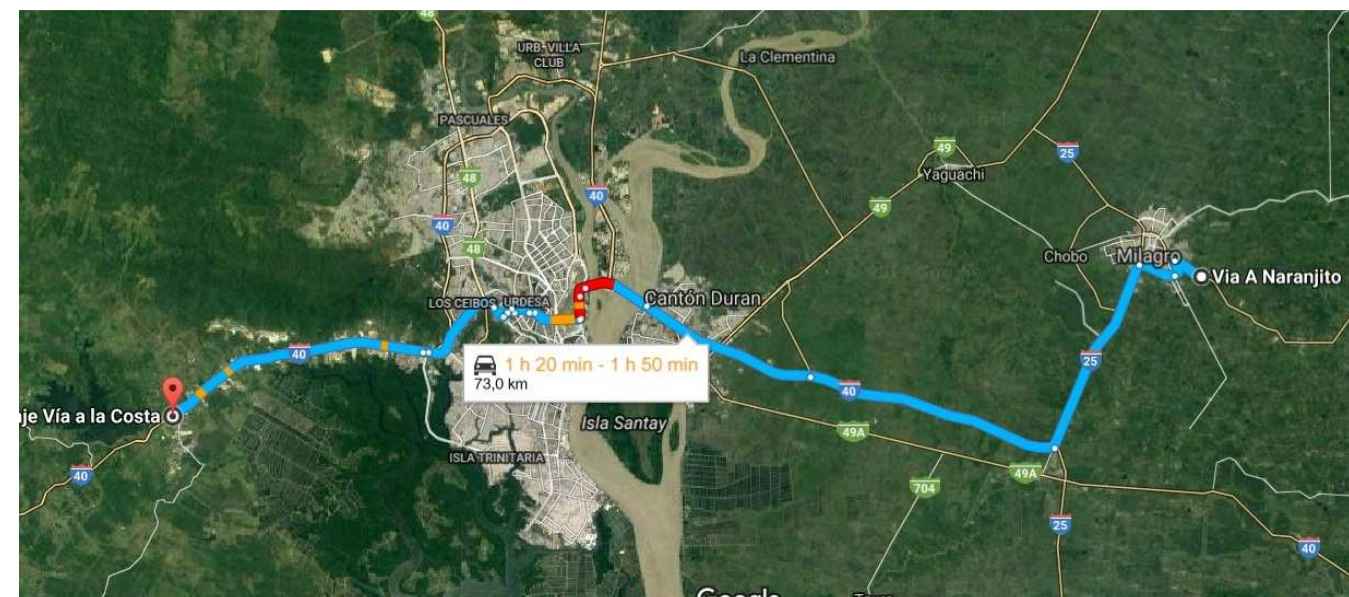 48
URB. VILLA
CLUB
La Clementina
PASCUALES
49
25
Yaguachi
48
40
49
40
48
Chobo
Milagro
Via A Naranjito
LOS CEIBOS
URDESA
Cantón Duran
40
1 h 20 min - 1 h 50 min
73,0 km
25
40
aje Vía a la Costa
Isla Santay
49A
ISLA TRINITARIA
49A
40
704
25
40
Google